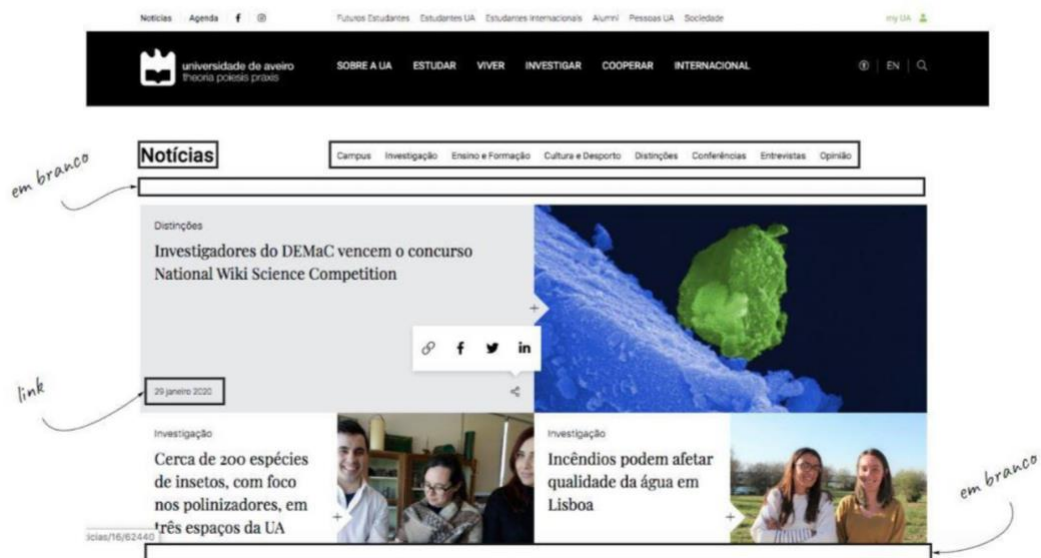 Notícias Agenda f
Futuros Estudantes Estudantes UA Estudantes Internacionais Alumni Pessoas UA Sociedade
my UA
universidade de aveiro
theoria poiesis praxis
SOBRE A UA ESTUDAR VIVER INVESTIGAR COOPERAR INTERNACIONAL
EN
Notícias
Campus Investigação Ensino e Formação Cultura e Desporto Distinções Conferências Entrevistas Opinião
em branco
Distinções
Investigadores do DEMaC vencem o concurso
National Wiki Science Competition
f in
link
29 janeiro 2020
Investigação
Cerca de 200 espécies
de insetos, com foco
nos polinizadores, em
três espaços da UA
Investigação
Incêndios podem afetar
qualidade da água em
Lisboa
em branco
icias/16/62440